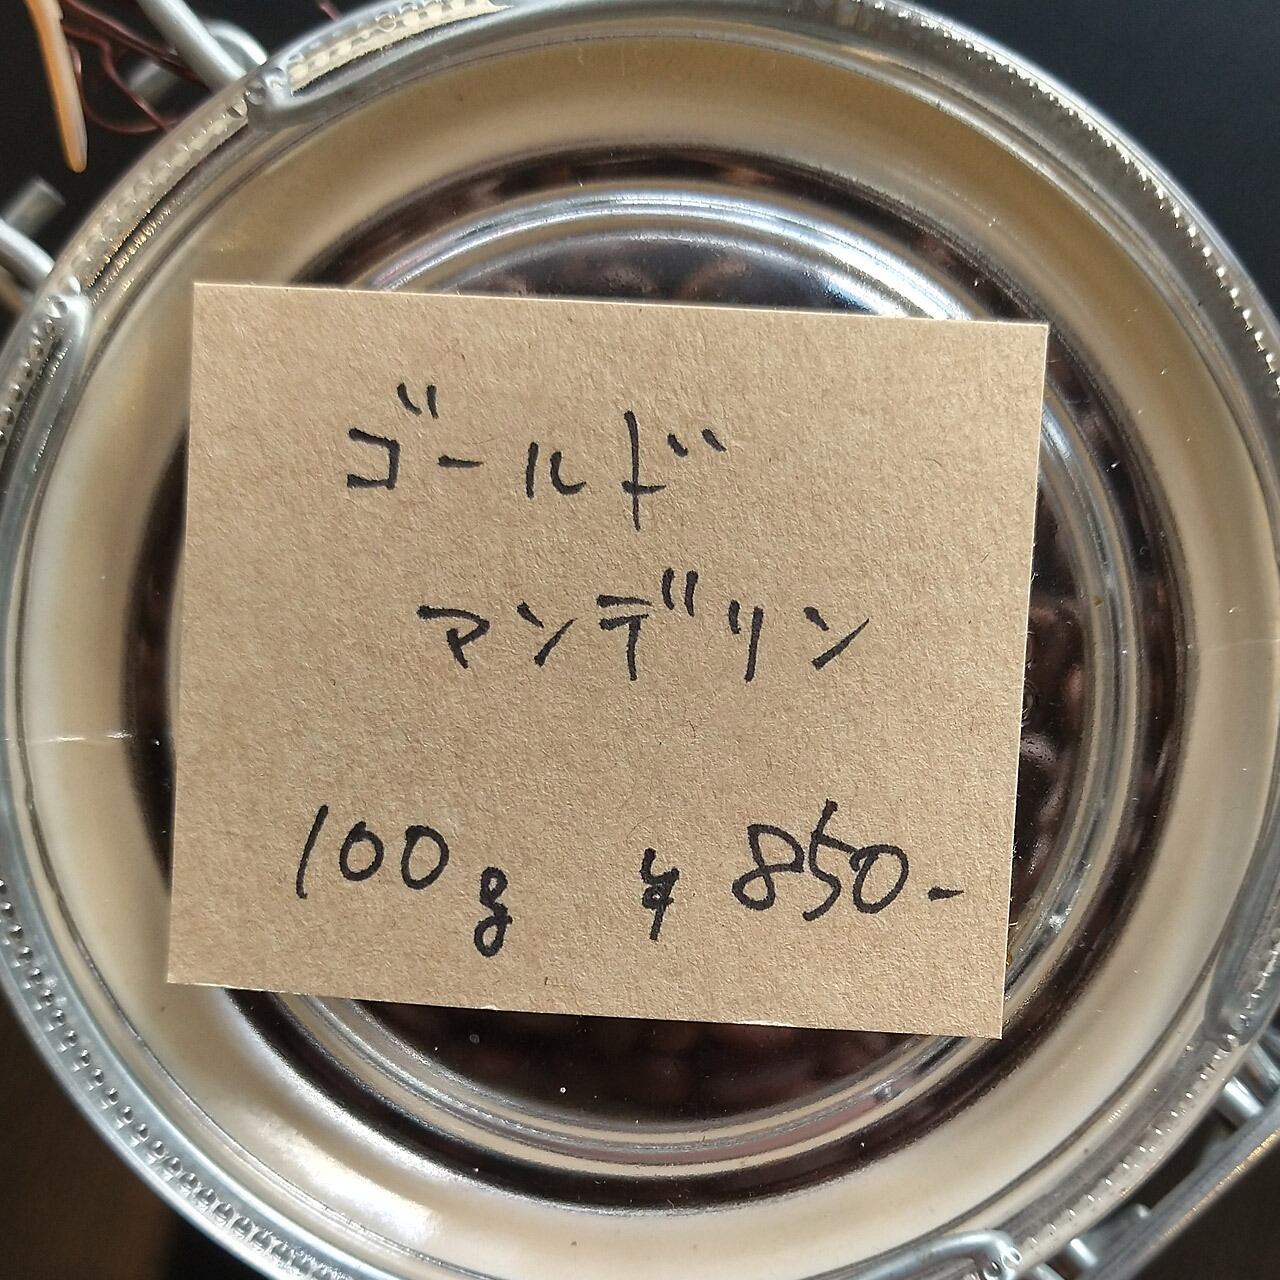 ゴールド
マンデリン
100g ¥850.-